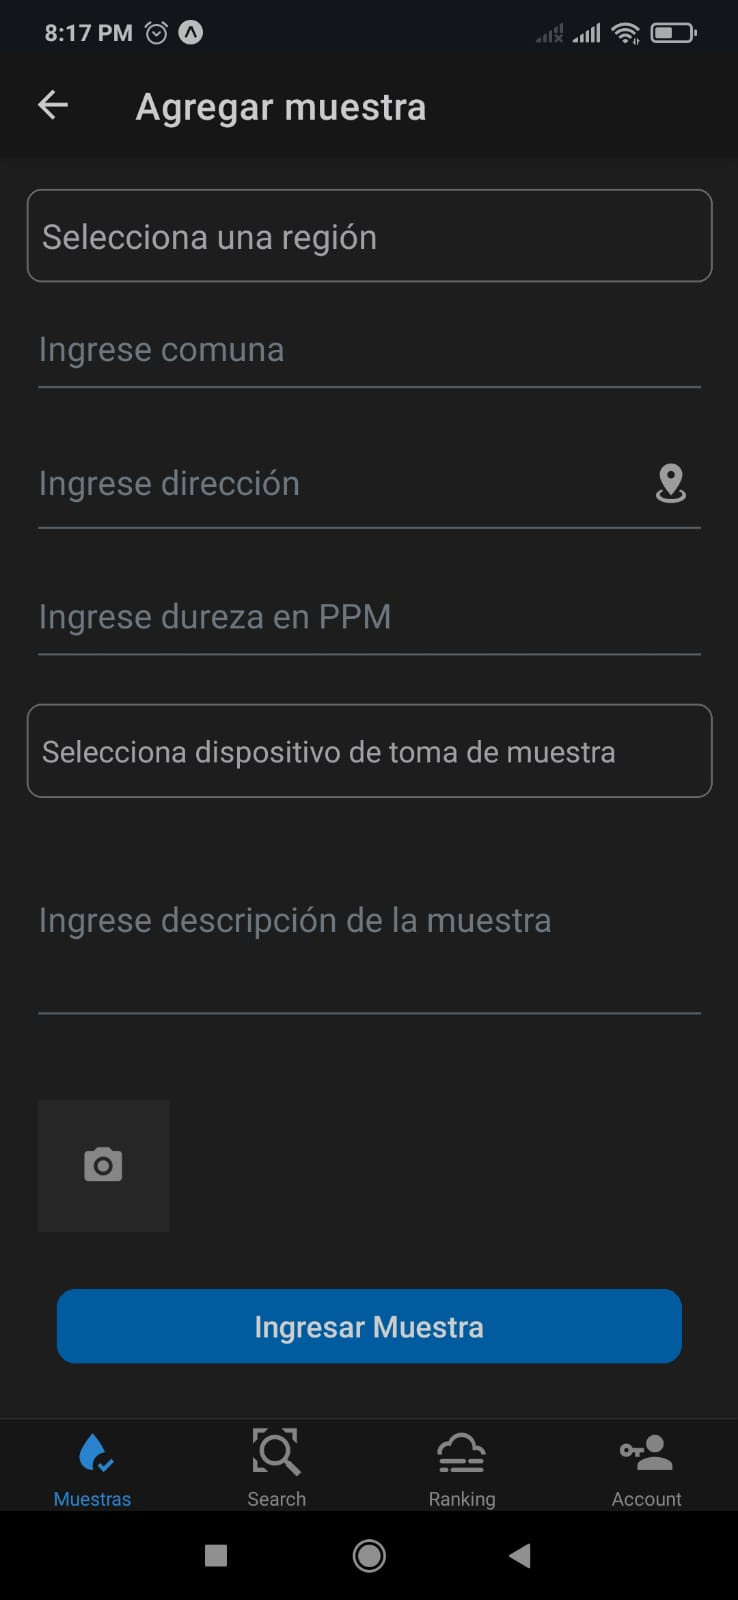 8:17 PM
Agregar muestra
Selecciona una región
Ingrese comuna
Ingrese dirección
Ingrese dureza en PPM
Selecciona dispositivo de toma de muestra
Ingrese descripción de la muestra
Ingresar Muestra
Muestras Search Ranking Account